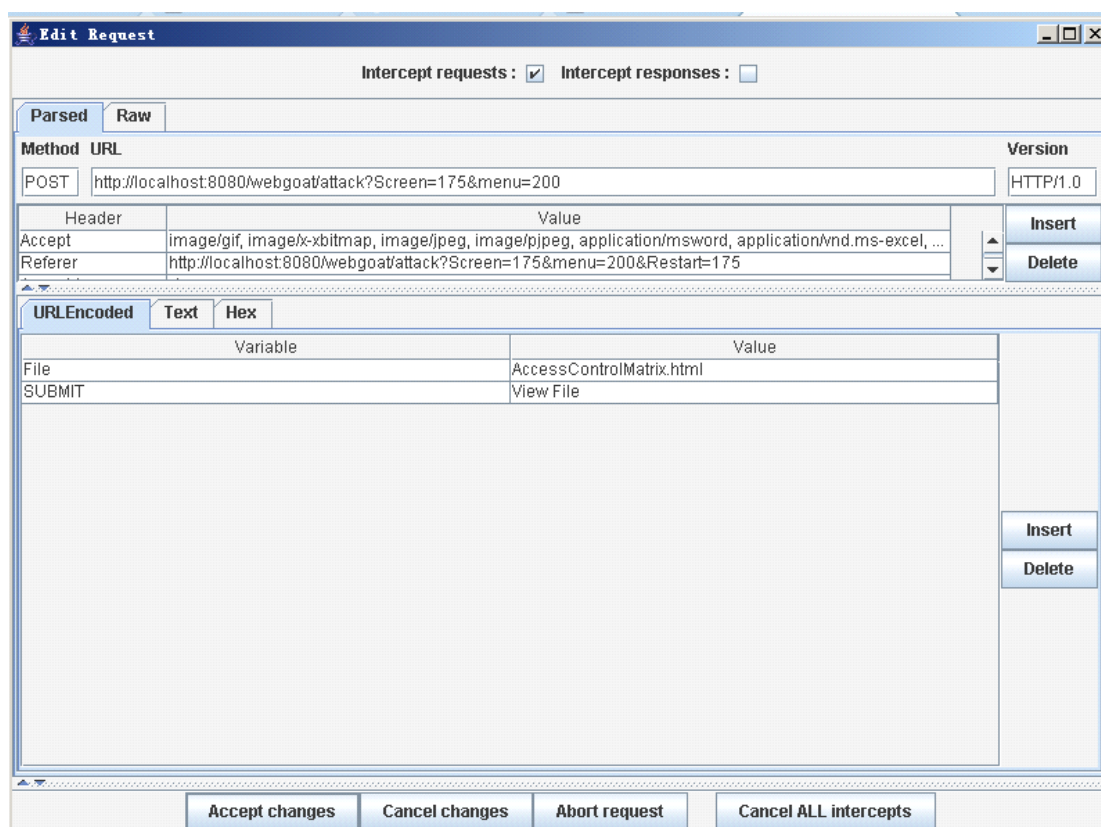 Edit Request
Intercept requests : Intercept responses :
Parsed Raw
Method URL Version
POST http://localhost:8080/webgoat/attack?Screen=175&menu=200 HTTP/1.0
Header Value Insert
Accept image/gif, image/x-xbitmap, image/jpeg, image/pjpeg, application/msword, application/vnd.ms-excel, ...
Referer http://localhost:8080/webgoat/attack?Screen=175&menu=200&Restart=175 Delete
URLEncoded Text Hex
Variable Value
File AccessControlMatrix.html
SUBMIT View File
Insert
Delete
Accept changes Cancel changes Abort request Cancel ALL intercepts